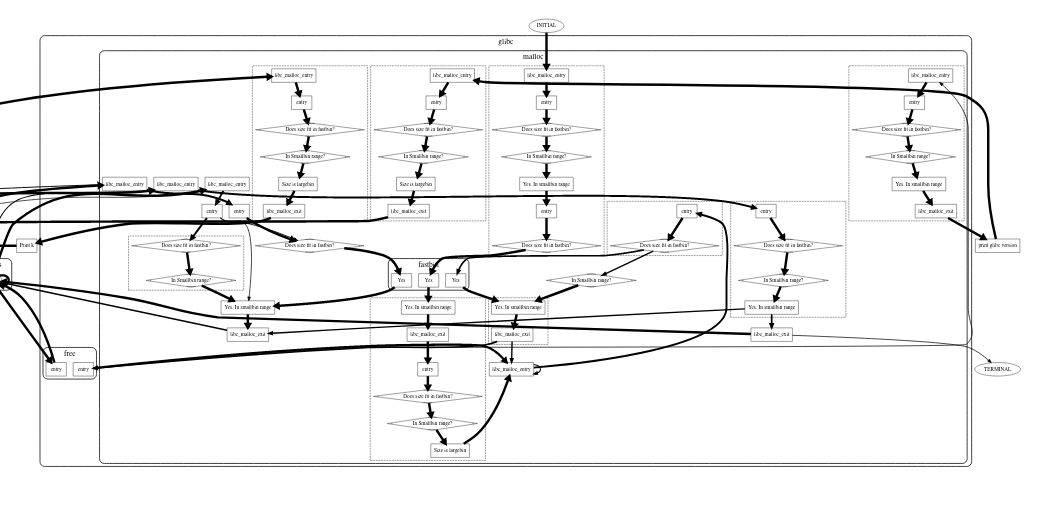 INITIAL
glibc
malloc
libc_malloc_entry
libc_malloc_entry
libc_malloc_entry
libc_malloc_entry
entry
entry
entry
entry
Does size fit in fastbin?
Does size fit in fastbin?
Does size fit in fastbin?
Does size fit in fastbin?
In Smallbin range?
In Smallbin range?
In Smallbin range?
In Smallbin range?
libc_malloc_entry
libc_malloc_entry
libc_malloc_entry
Size is largebin
Size is largebin
Yes. In smallbin range
Yes. In smallbin range
entry
entry
libc_malloc_exit
libc_malloc_exit
entry
entry
entry
libc_malloc_exit
Does size fit in fastbin?
Does size fit in fastbin?
Does size fit in fastbin?
Does size fit in fastbin?
Does size fit in fastbin?
print glibc version
In Smallbin range?
Yes
Yes
Yes
In Smallbin range?
In Smallbin range?
Yes. In smallbin range
Yes. In smallbin range
Yes. In smallbin range
Yes. In smallbin range
libc_malloc_exit
libc_malloc_exit
libc_malloc_exit
libc_malloc_exit
free
entry
entry
entry
libc_malloc_entry
TERMINAL
Does size fit in fastbin?
In Smallbin range?
Size is largebin